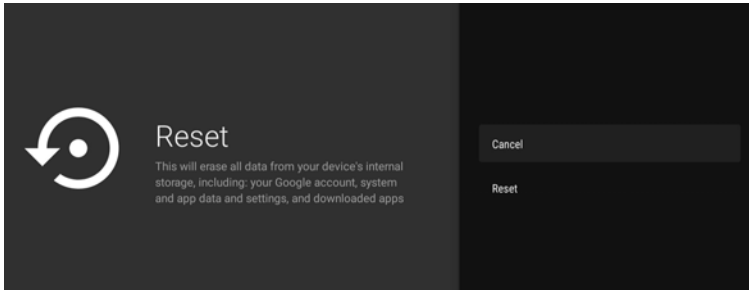 Reset
This will erase all data from your device's internal
storage, including: your Google account, system
and app data and settings, and downloaded apps
Cancel
Reset